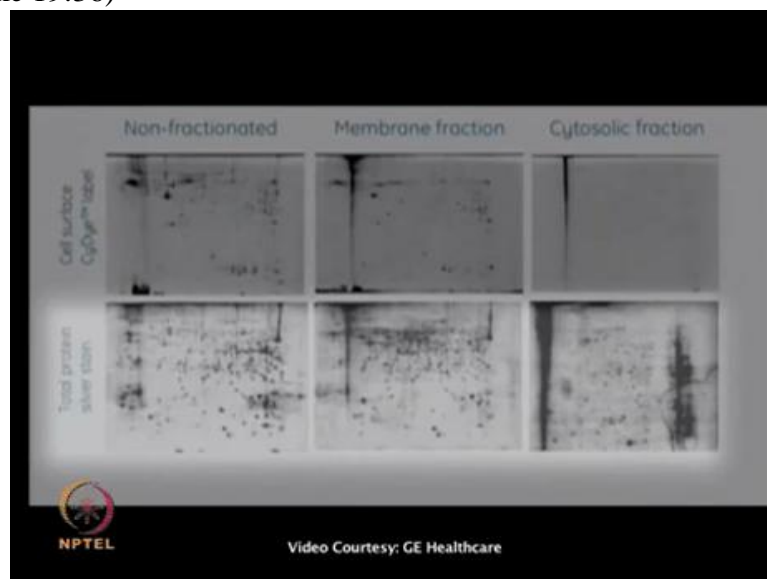 Non-fractionated Membrane fraction Cytosolic fraction
Cell surface
CyDye™ label
Total protein
silver stain
NPTEL
Video Courtesy: GE Healthcare